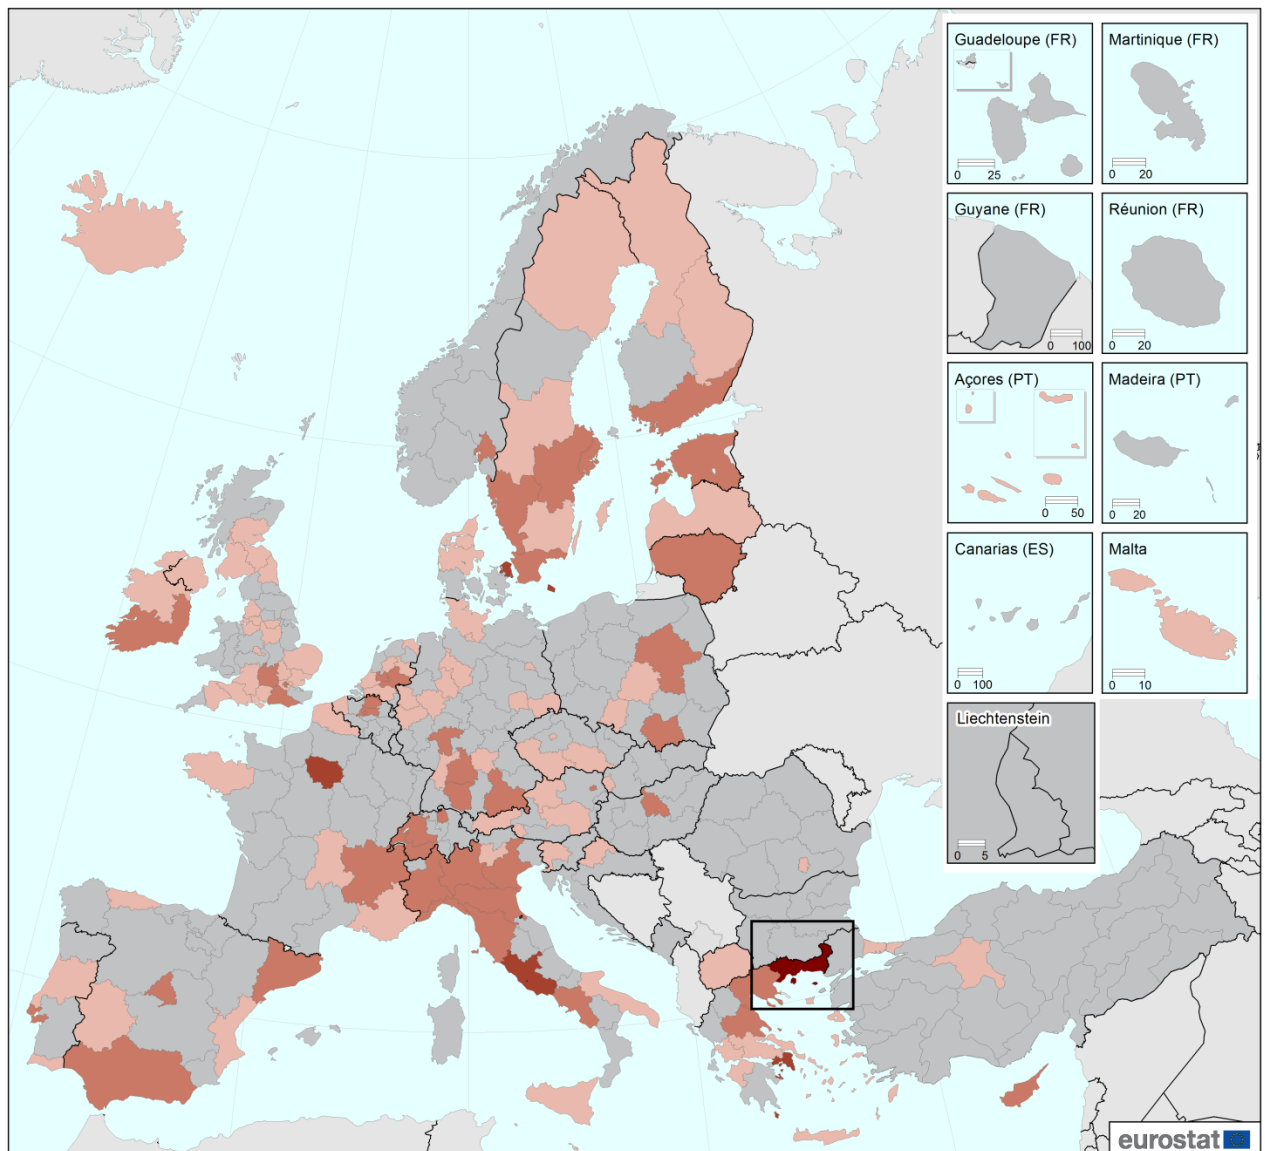 Guadeloupe (FR)
0 25
Martinique (FR)
0 20
Guyane (FR)
0 100
Réunion (FR)
0 20
Açores (PT)
0 50
Madeira (PT)
0 20
Canarias (ES)
0 100
Malta
0 10
Liechtenstein
0 5
eurostat